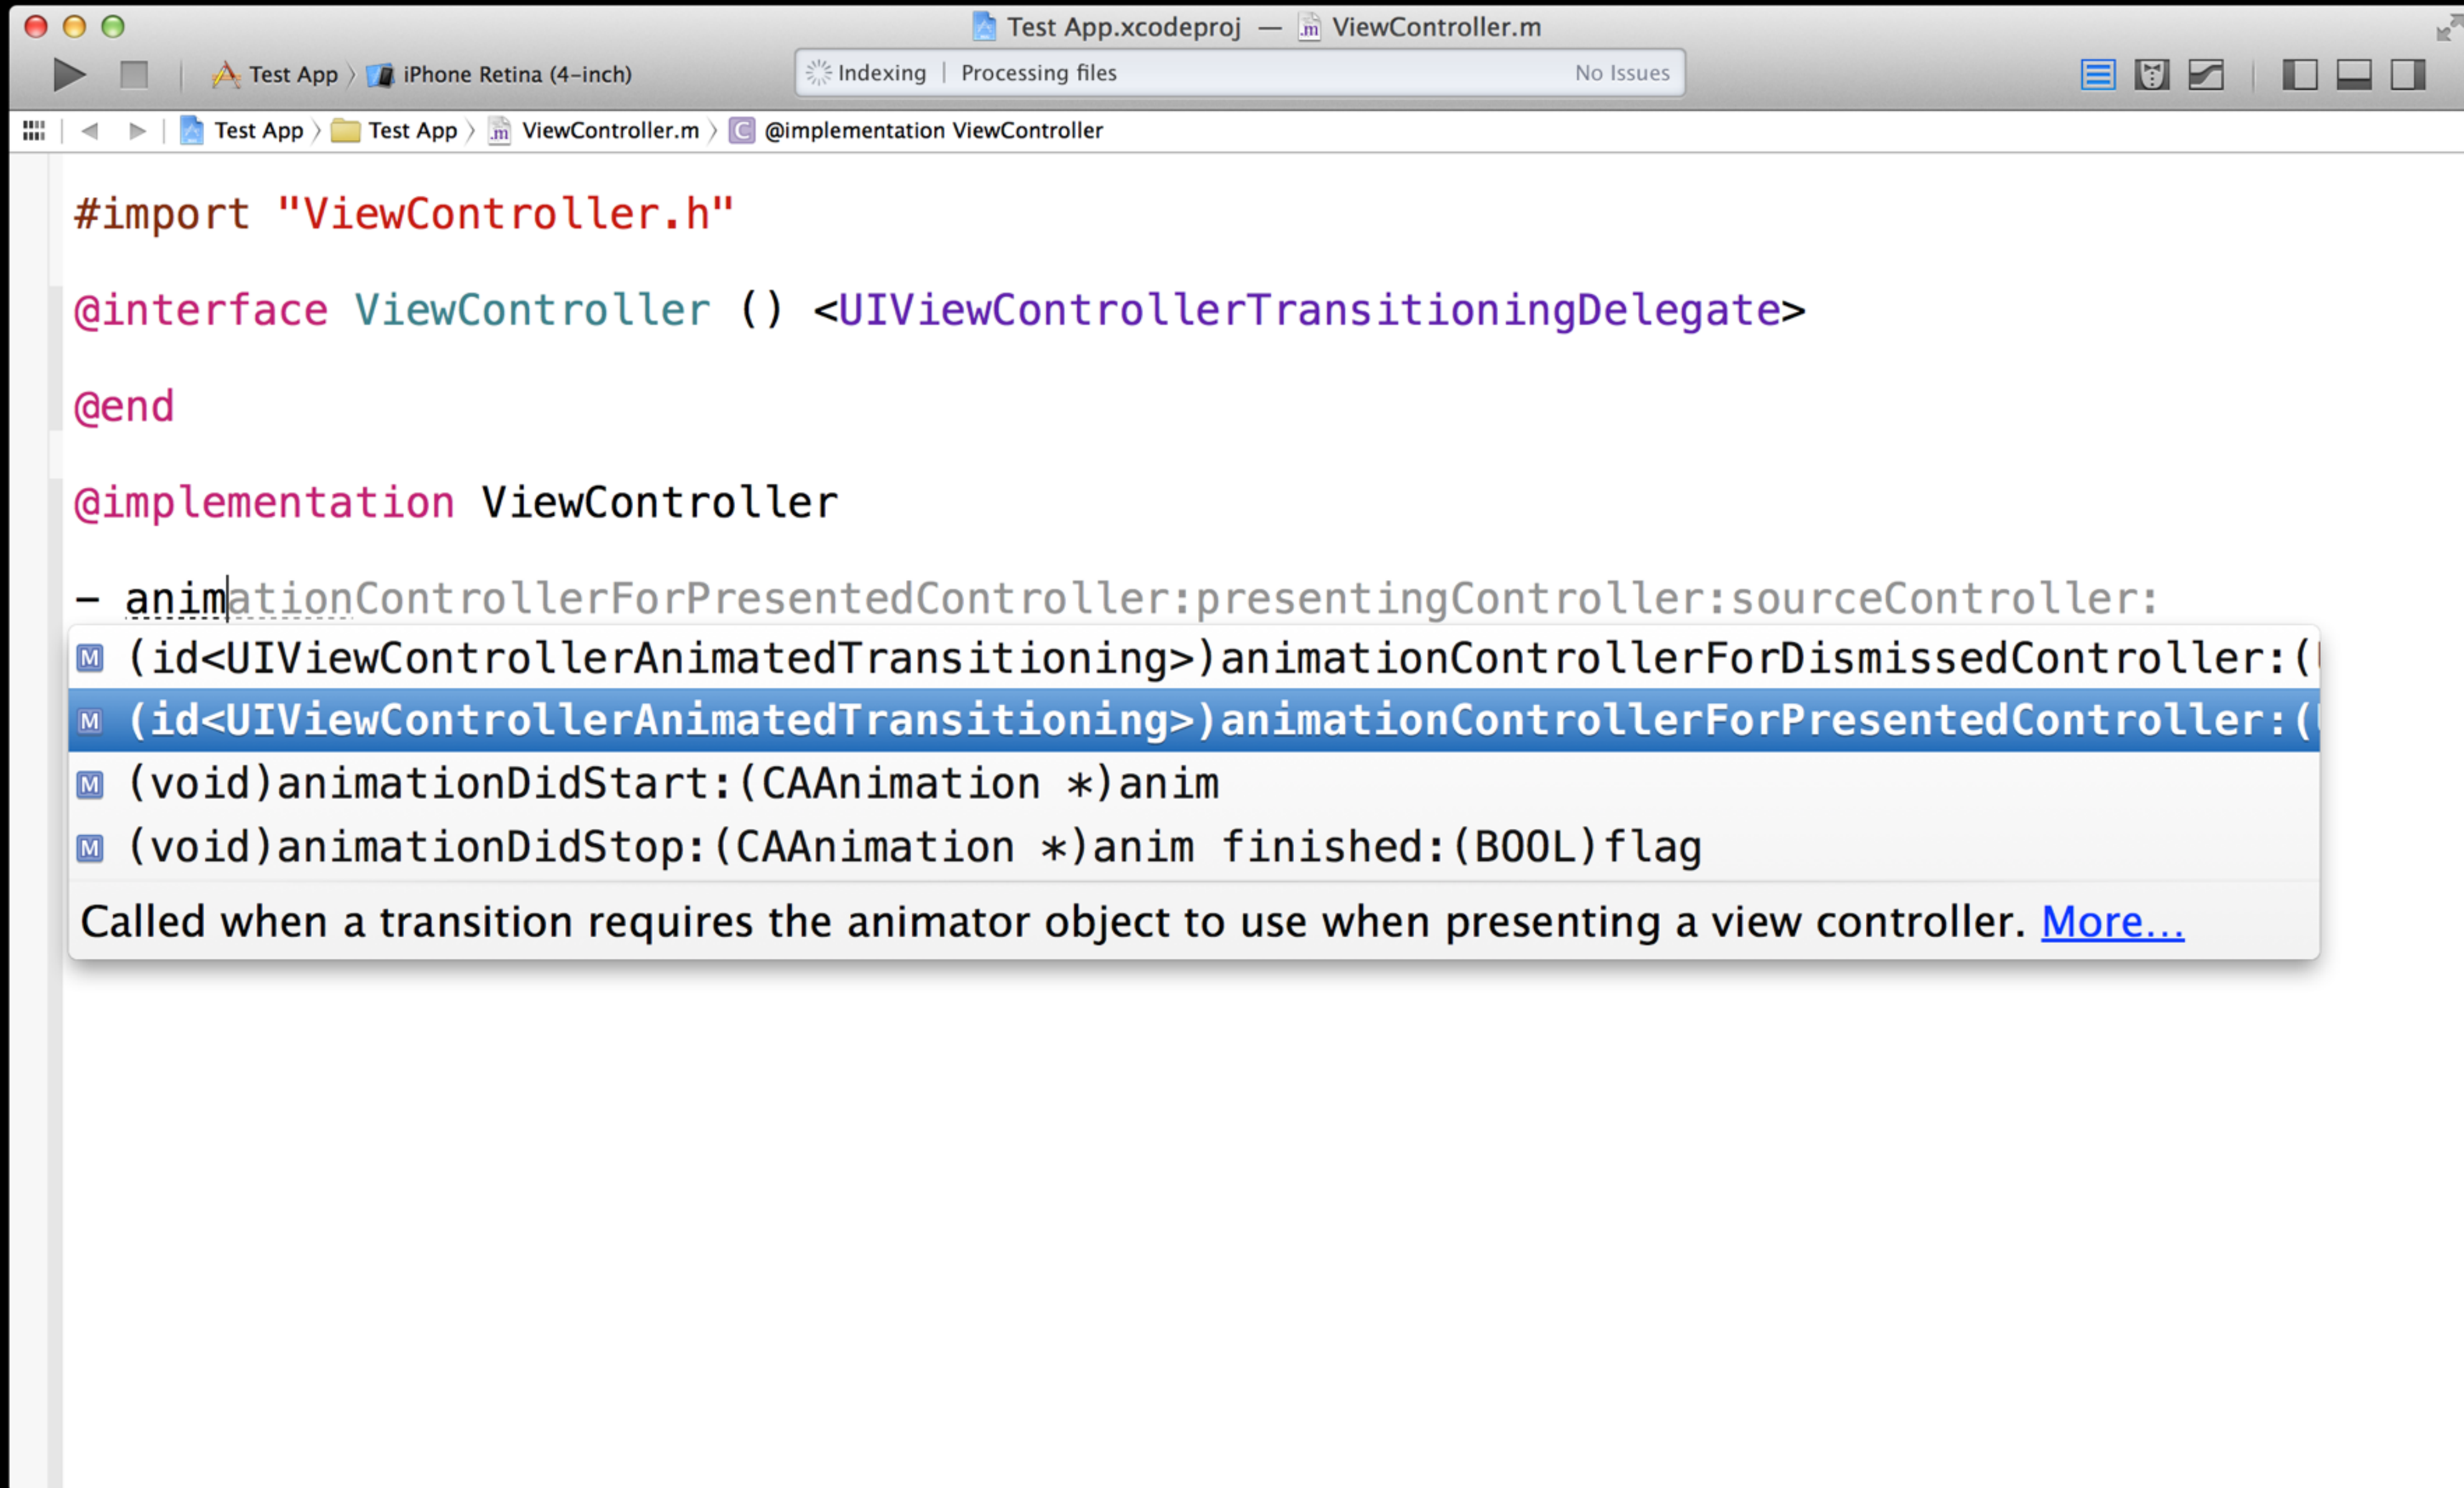 Test App.xcodeproj — ViewController.m
Test App iPhone Retina (4-inch) Indexing | Processing files No Issues
Test App Test App ViewController.m @implementation ViewController
#import "ViewController.h"
@interface ViewController () <UIViewControllerTransitioningDelegate>
@end
@implementation ViewController
- animationControllerForPresentedController:presentingController:sourceController:
M (id<UIViewControllerAnimatedTransitioning>)animationControllerForDismissedController:(
M (id<UIViewControllerAnimatedTransitioning>)animationControllerForPresentedController:(
M (void)animationDidStart:(CAAnimation *)anim
M (void)animationDidStop:(CAAnimation *)anim finished:(BOOL)flag
Called when a transition requires the animator object to use when presenting a view controller. More...